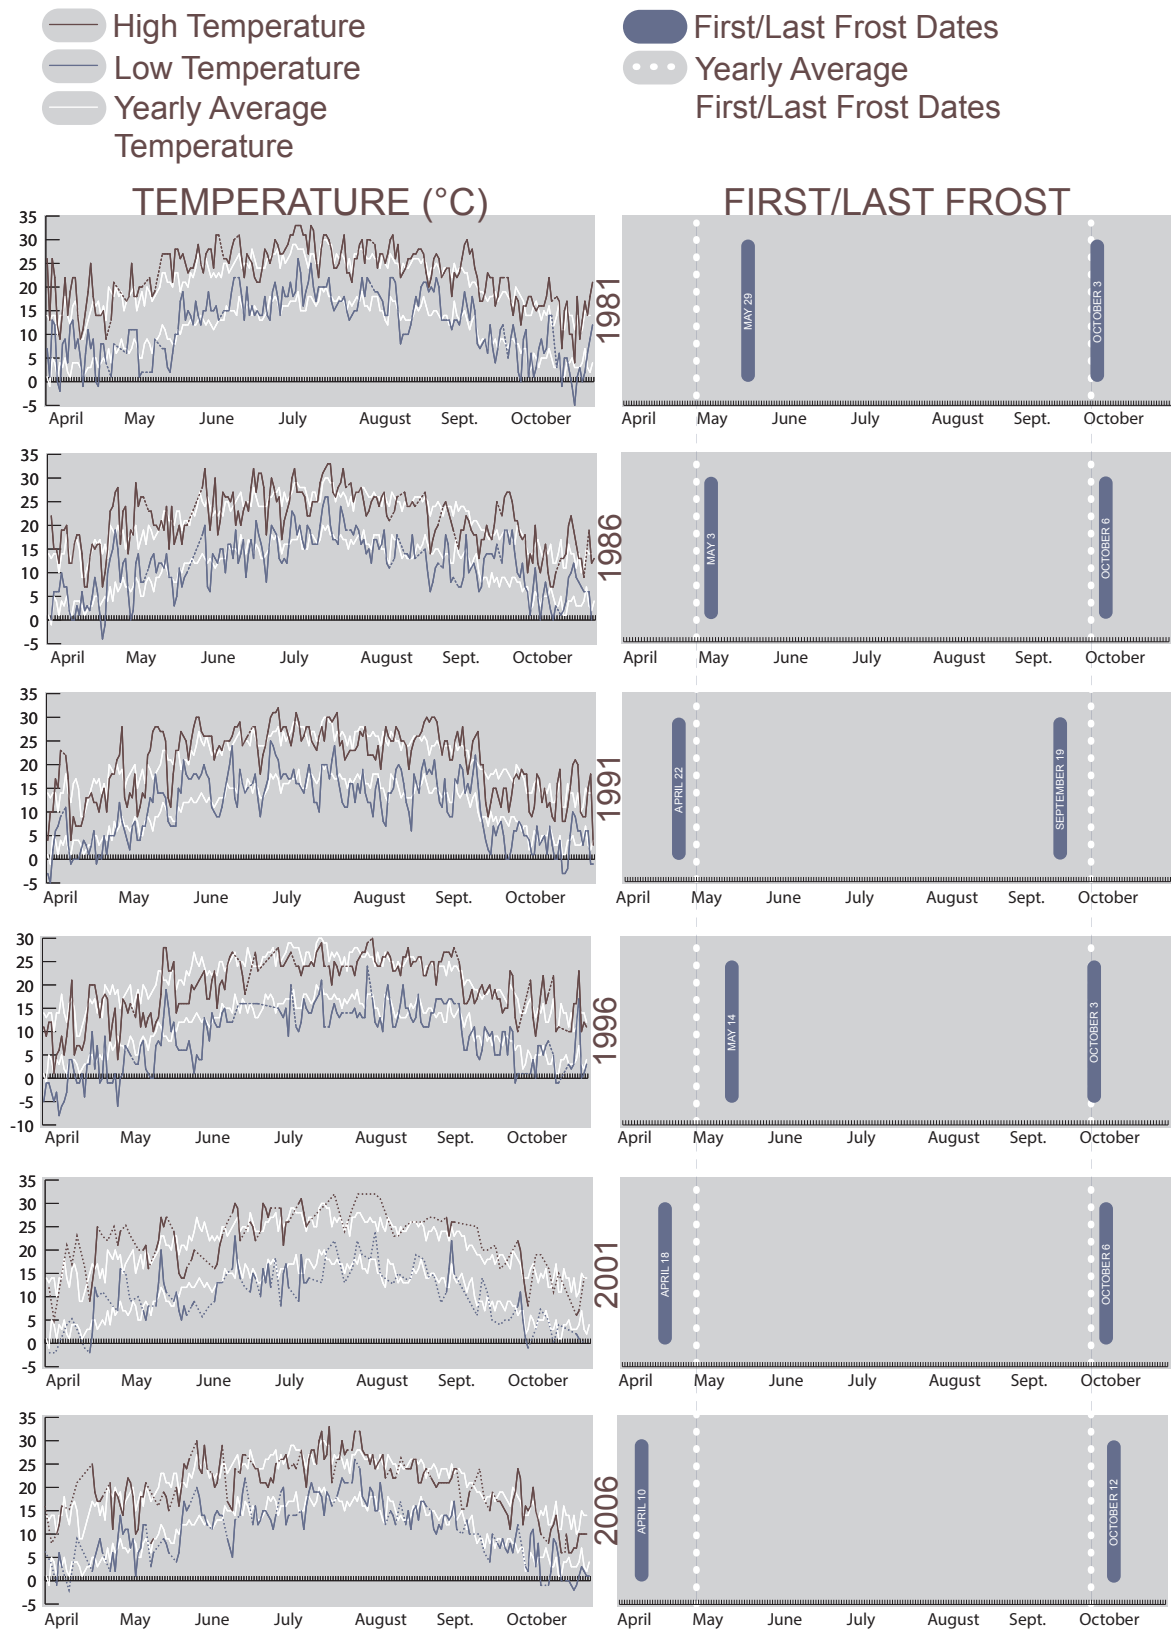 High Temperature
Low Temperature
Yearly Average
Temperature
First/Last Frost Dates
Yearly Average
First/Last Frost Dates
TEMPERATURE (°C)
FIRST/LAST FROST
35
30
25
20
15
10
5
0
-5
April May June July August Sept. October
1981
MAY 29
OCTOBER 3
April May June July August Sept. October
35
30
25
20
15
10
5
0
-5
April May June July August Sept. October
1986
MAY 3
OCTOBER 6
April May June July August Sept. October
35
30
25
20
15
10
5
0
-5
April May June July August Sept. October
1991
APRIL 22
SEPTEMBER 19
April May June July August Sept. October
30
25
20
15
10
5
0
-5
-10
April May June July August Sept. October
1996
MAY 14
OCTOBER 3
April May June July August Sept. October
35
30
25
20
15
10
5
0
-5
April May June July August Sept. October
2001
APRIL 18
OCTOBER 6
April May June July August Sept. October
35
30
25
20
15
10
5
0
-5
April May June July August Sept. October
2006
APRIL 10
OCTOBER 12
April May June July August Sept. October